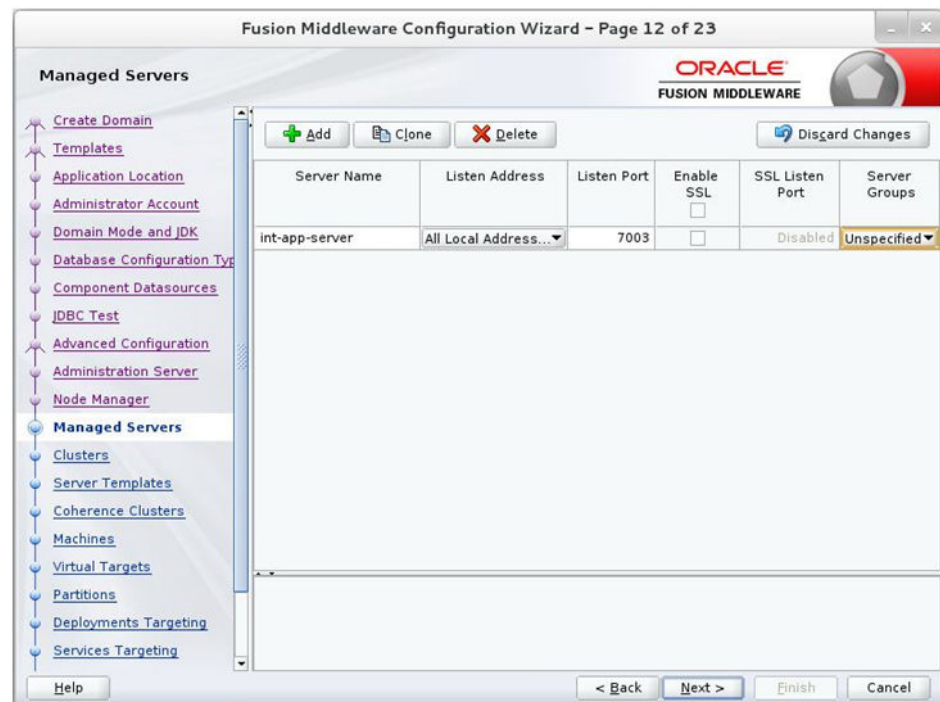 Fusion Middleware Configuration Wizard – Page 12 of 23
Managed Servers
ORACLE
FUSION MIDDLEWARE
Create Domain
Templates
Application Location
Administrator Account
Domain Mode and JDK
Database Configuration Typ
Component Datasources
JDBC Test
Advanced Configuration
Administration Server
Node Manager
Managed Servers
Clusters
Server Templates
Coherence Clusters
Machines
Virtual Targets
Partitions
Deployments Targeting
Services Targeting
Add Clone Delete Discard Changes
Server Name Listen Address Listen Port Enable SSL SSL Listen Port Server Groups
int-app-server All Local Address... 7003 Disabled Unspecified
Help < Back Next > Finish Cancel